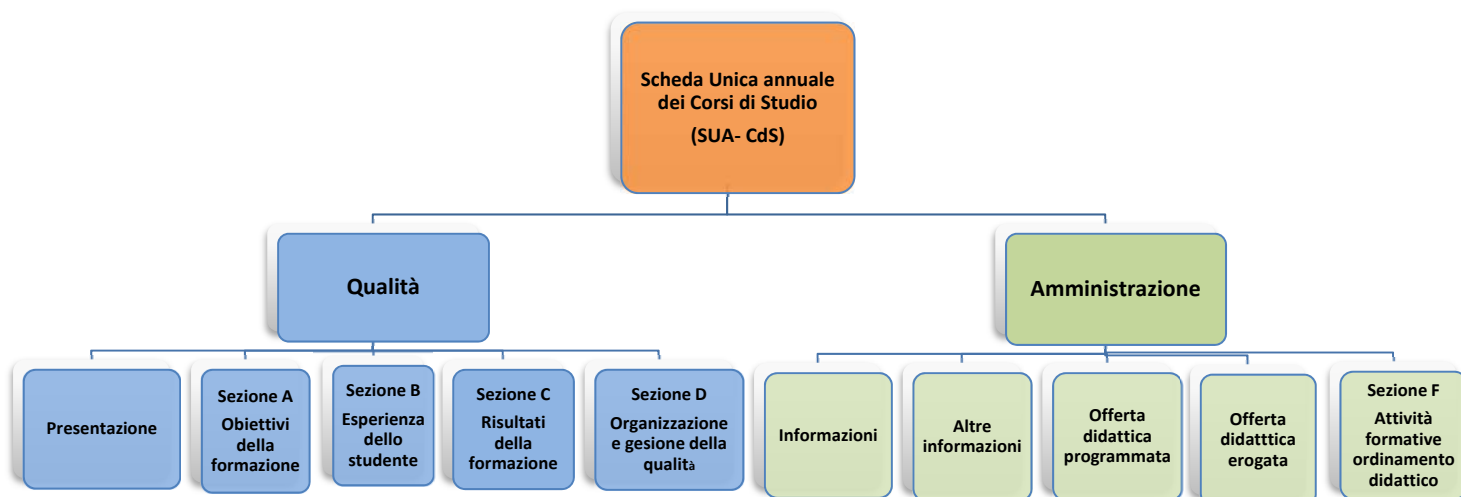 Scheda Unica annuale
dei Corsi di Studio
(SUA- CdS)
Qualità
Amministrazione
Presentazione
Sezione A
Obiettivi
della
formazione
Sezione B
Esperienza
dello
studente
Sezione C
Risultati
della
formazione
Sezione D
Organizzazione
e gesione della
qualità
Informazioni
Altre
informazioni
Offerta
didattica
programmata
Offerta
didatttica
erogata
Sezione F
Attività
formative
ordinamento
didattico